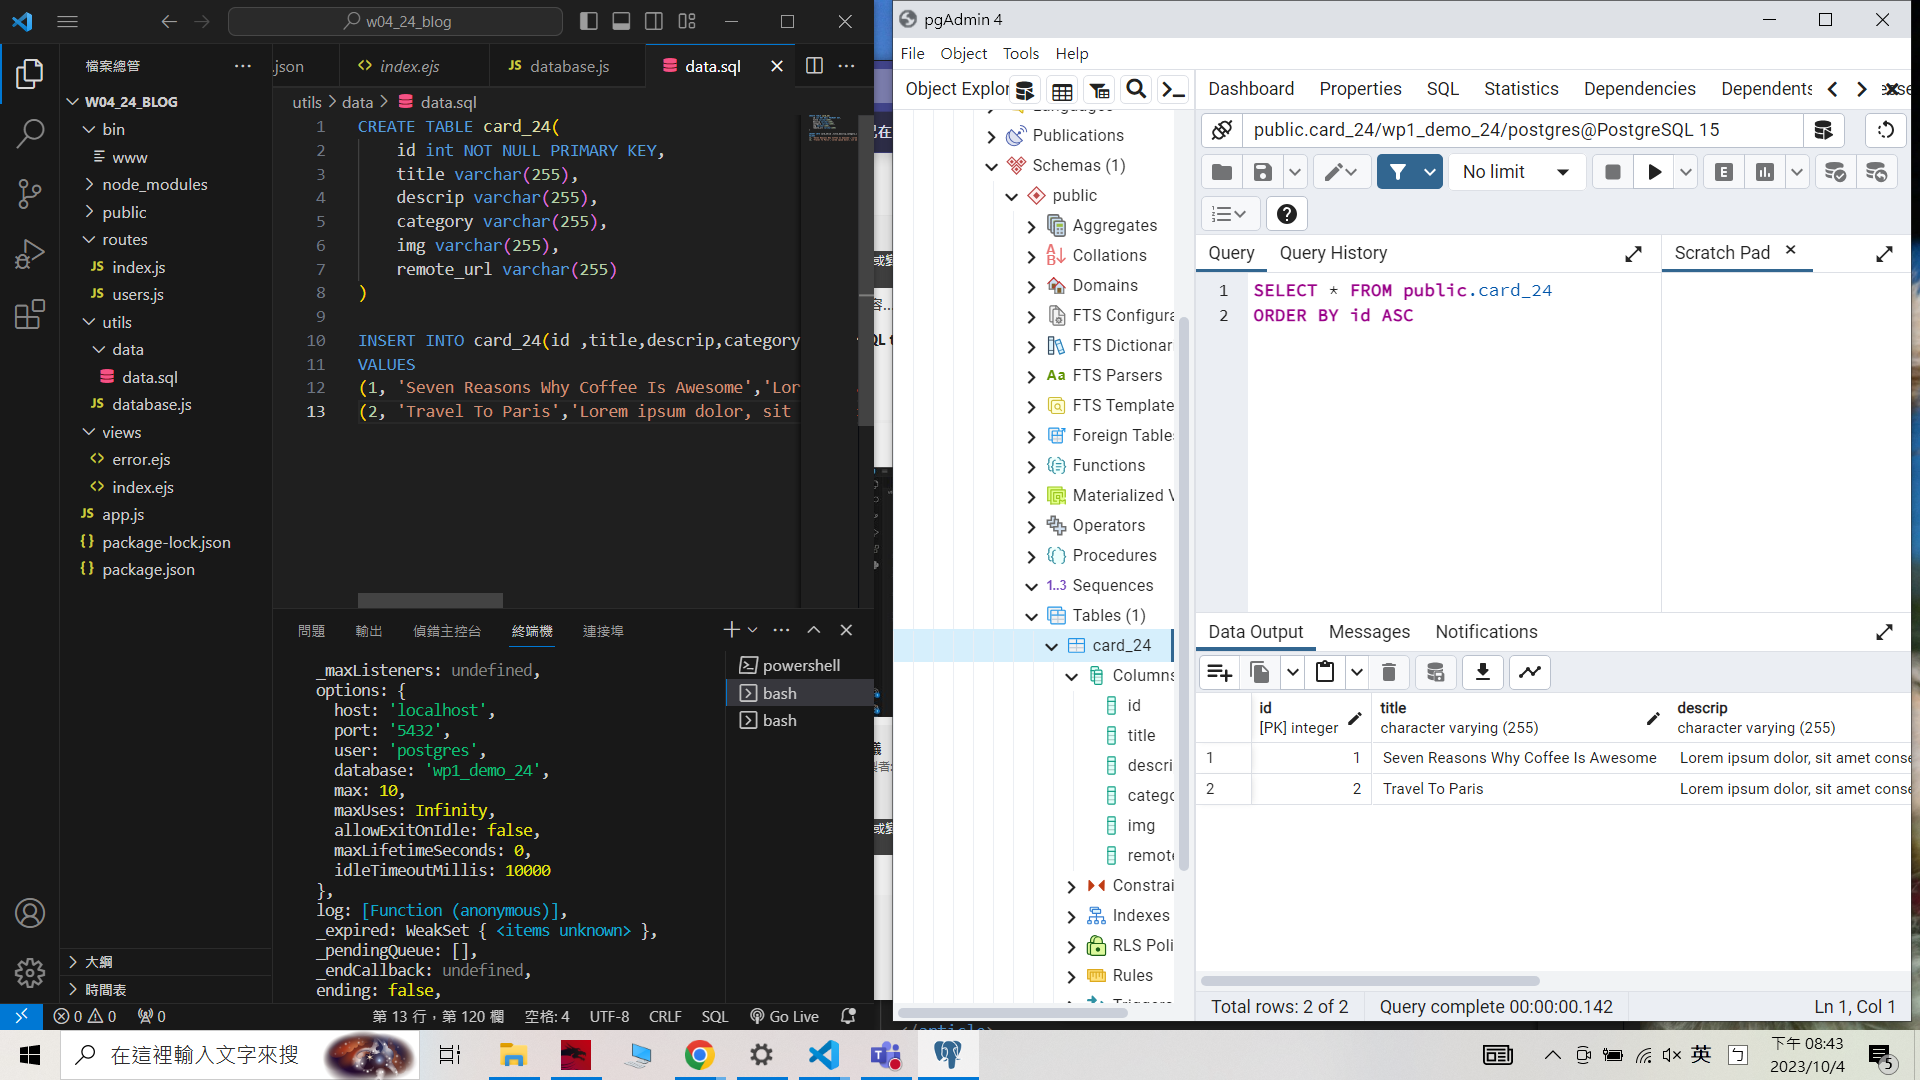 w04_24_blog
檔案總管
W04_24_BLOG
bin
www
node_modules
public
routes
index.js
users.js
utils
data
data.sql
database.js
views
error.ejs
index.ejs
app.js
package-lock.json
package.json
大綱
時間表
.json
index.ejs
database.js
data.sql
utils > data > data.sql
1 CREATE TABLE card_24(
2 id int NOT NULL PRIMARY KEY,
3 title varchar(255),
4 descrip varchar(255),
5 category varchar(255),
6 img varchar(255),
7 remote_url varchar(255)
8 )
9
10 INSERT INTO card_24(id ,title,descrip,category
11 VALUES
12 (1, 'Seven Reasons Why Coffee Is Awesome','Lor
13 (2, 'Travel To Paris','Lorem ipsum dolor, sit
問題 輸出 偵錯主控台 終端機 連接埠
_maxListeners: undefined,
options: {
host: 'localhost',
port: '5432',
user: 'postgres',
database: 'wp1_demo_24',
max: 10,
maxUses: Infinity,
allowExitOnIdle: false,
maxLifetimeSeconds: 0,
idleTimeoutMillis: 10000
},
log: [Function (anonymous)],
_expired: WeakSet { <items unknown> },
_pendingQueue: [],
_endCallback: undefined,
ending: false,
powershell
bash
bash
0 0 0 第 13 行，第 120 欄 空格: 4 UTF-8 CRLF SQL Go Live
pgAdmin 4
File Object Tools Help
Object Explor
Publications
Schemas (1)
public
Aggregates
Collations
Domains
FTS Configura
FTS Dictionar
FTS Parsers
FTS Template
Foreign Table
Functions
Materialized V
Operators
Procedures
Sequences
Tables (1)
card_24
Columns
id
title
descri
catego
img
remote
Constrai
Indexes
RLS Poli
Rules
Dashboard Properties SQL Statistics Dependencies Dependents
public.card_24/wp1_demo_24/postgres@PostgreSQL 15
No limit
Query Query History
Scratch Pad
1 SELECT * FROM public.card_24
2 ORDER BY id ASC
Data Output Messages Notifications
id
[PK] integer
title
character varying (255)
descrip
character varying (255)
1 1 Seven Reasons Why Coffee Is Awesome Lorem ipsum dolor, sit amet conse
2 2 Travel To Paris Lorem ipsum dolor, sit amet conse
Total rows: 2 of 2 Query complete 00:00:00.142 Ln 1, Col 1
在這裡輸入文字來搜
英
下午 08:43
2023/10/4
5